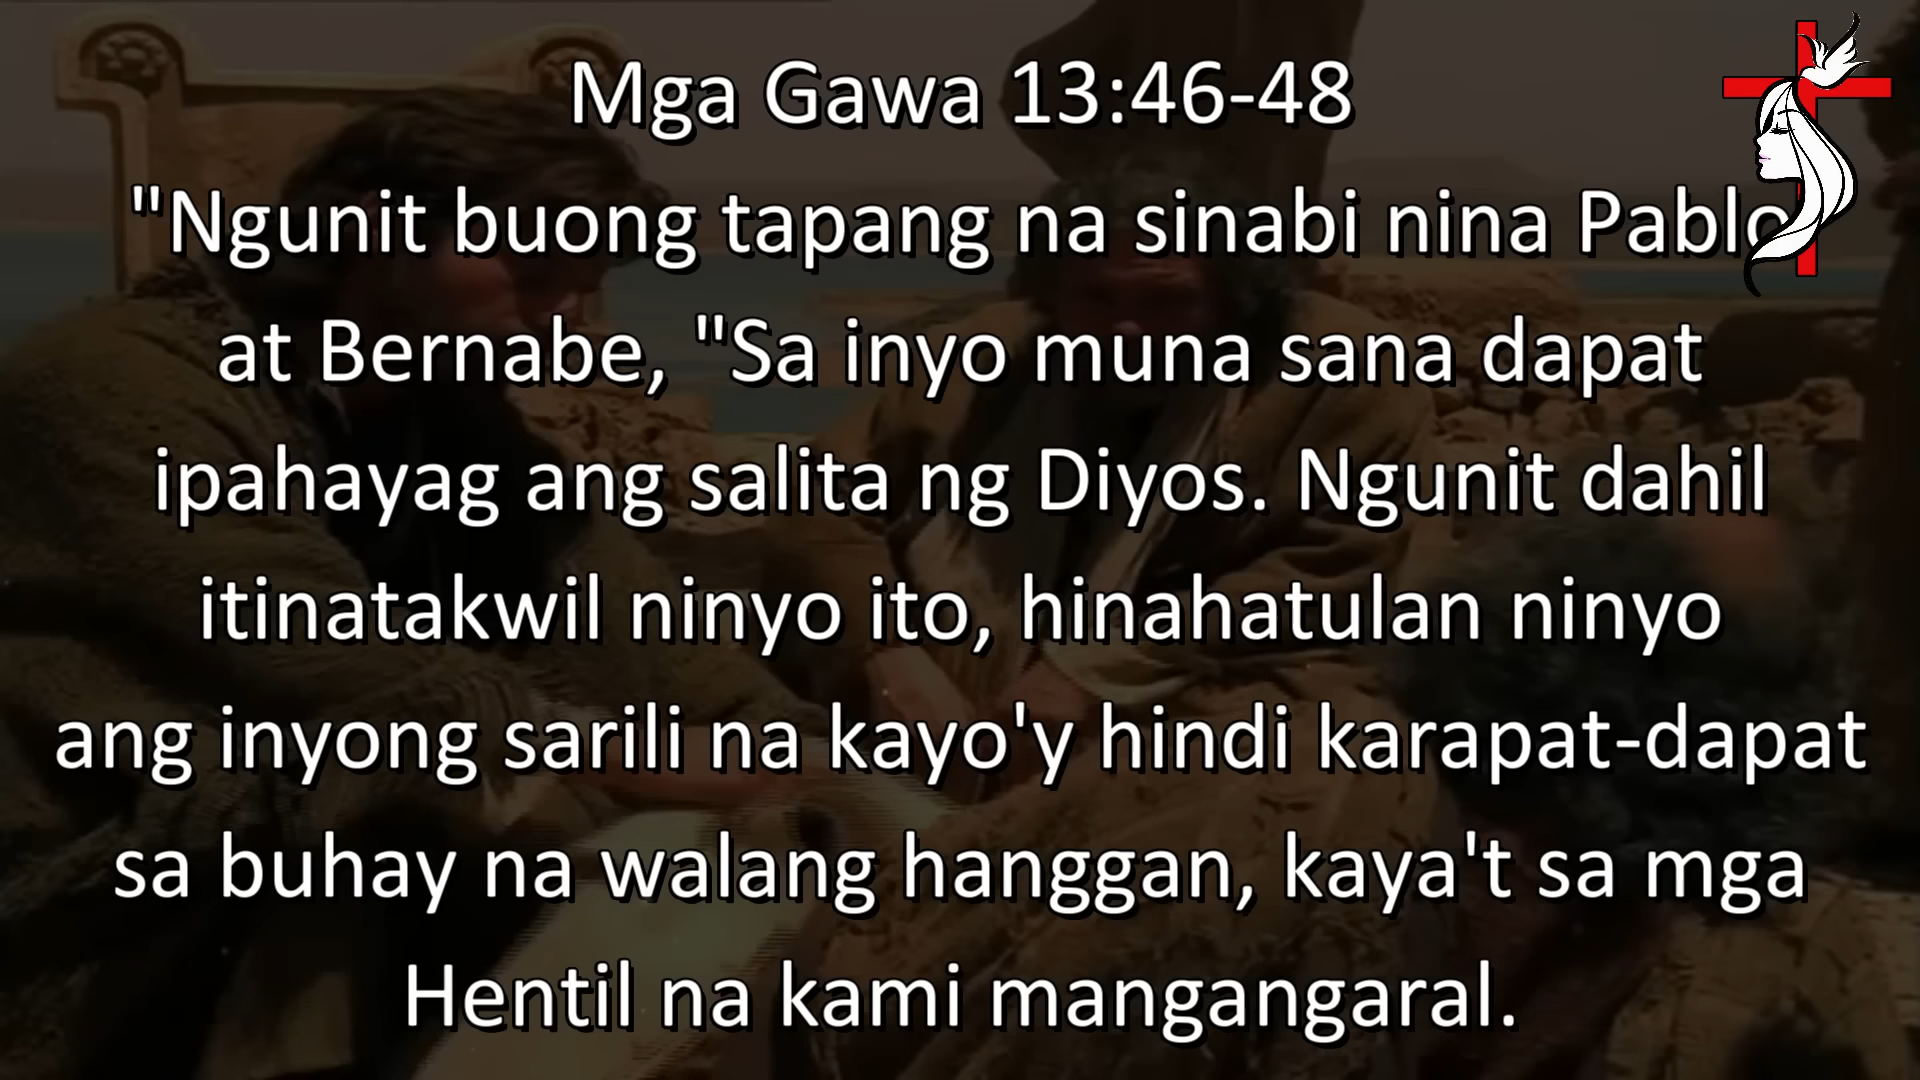 Mga Gawa 13:46-48
"Ngunit buong tapang na sinabi nina Pablo
at Bernabe, "Sa inyo muna sana dapat
ipahayag ang salita ng Diyos. Ngunit dahil
itinatakwil ninyo ito, hinahatulan ninyo
ang inyong sarili na kayo'y hindi karapat-dapat
sa buhay na walang hanggan, kaya't sa mga
Hentil na kami mangangaral.